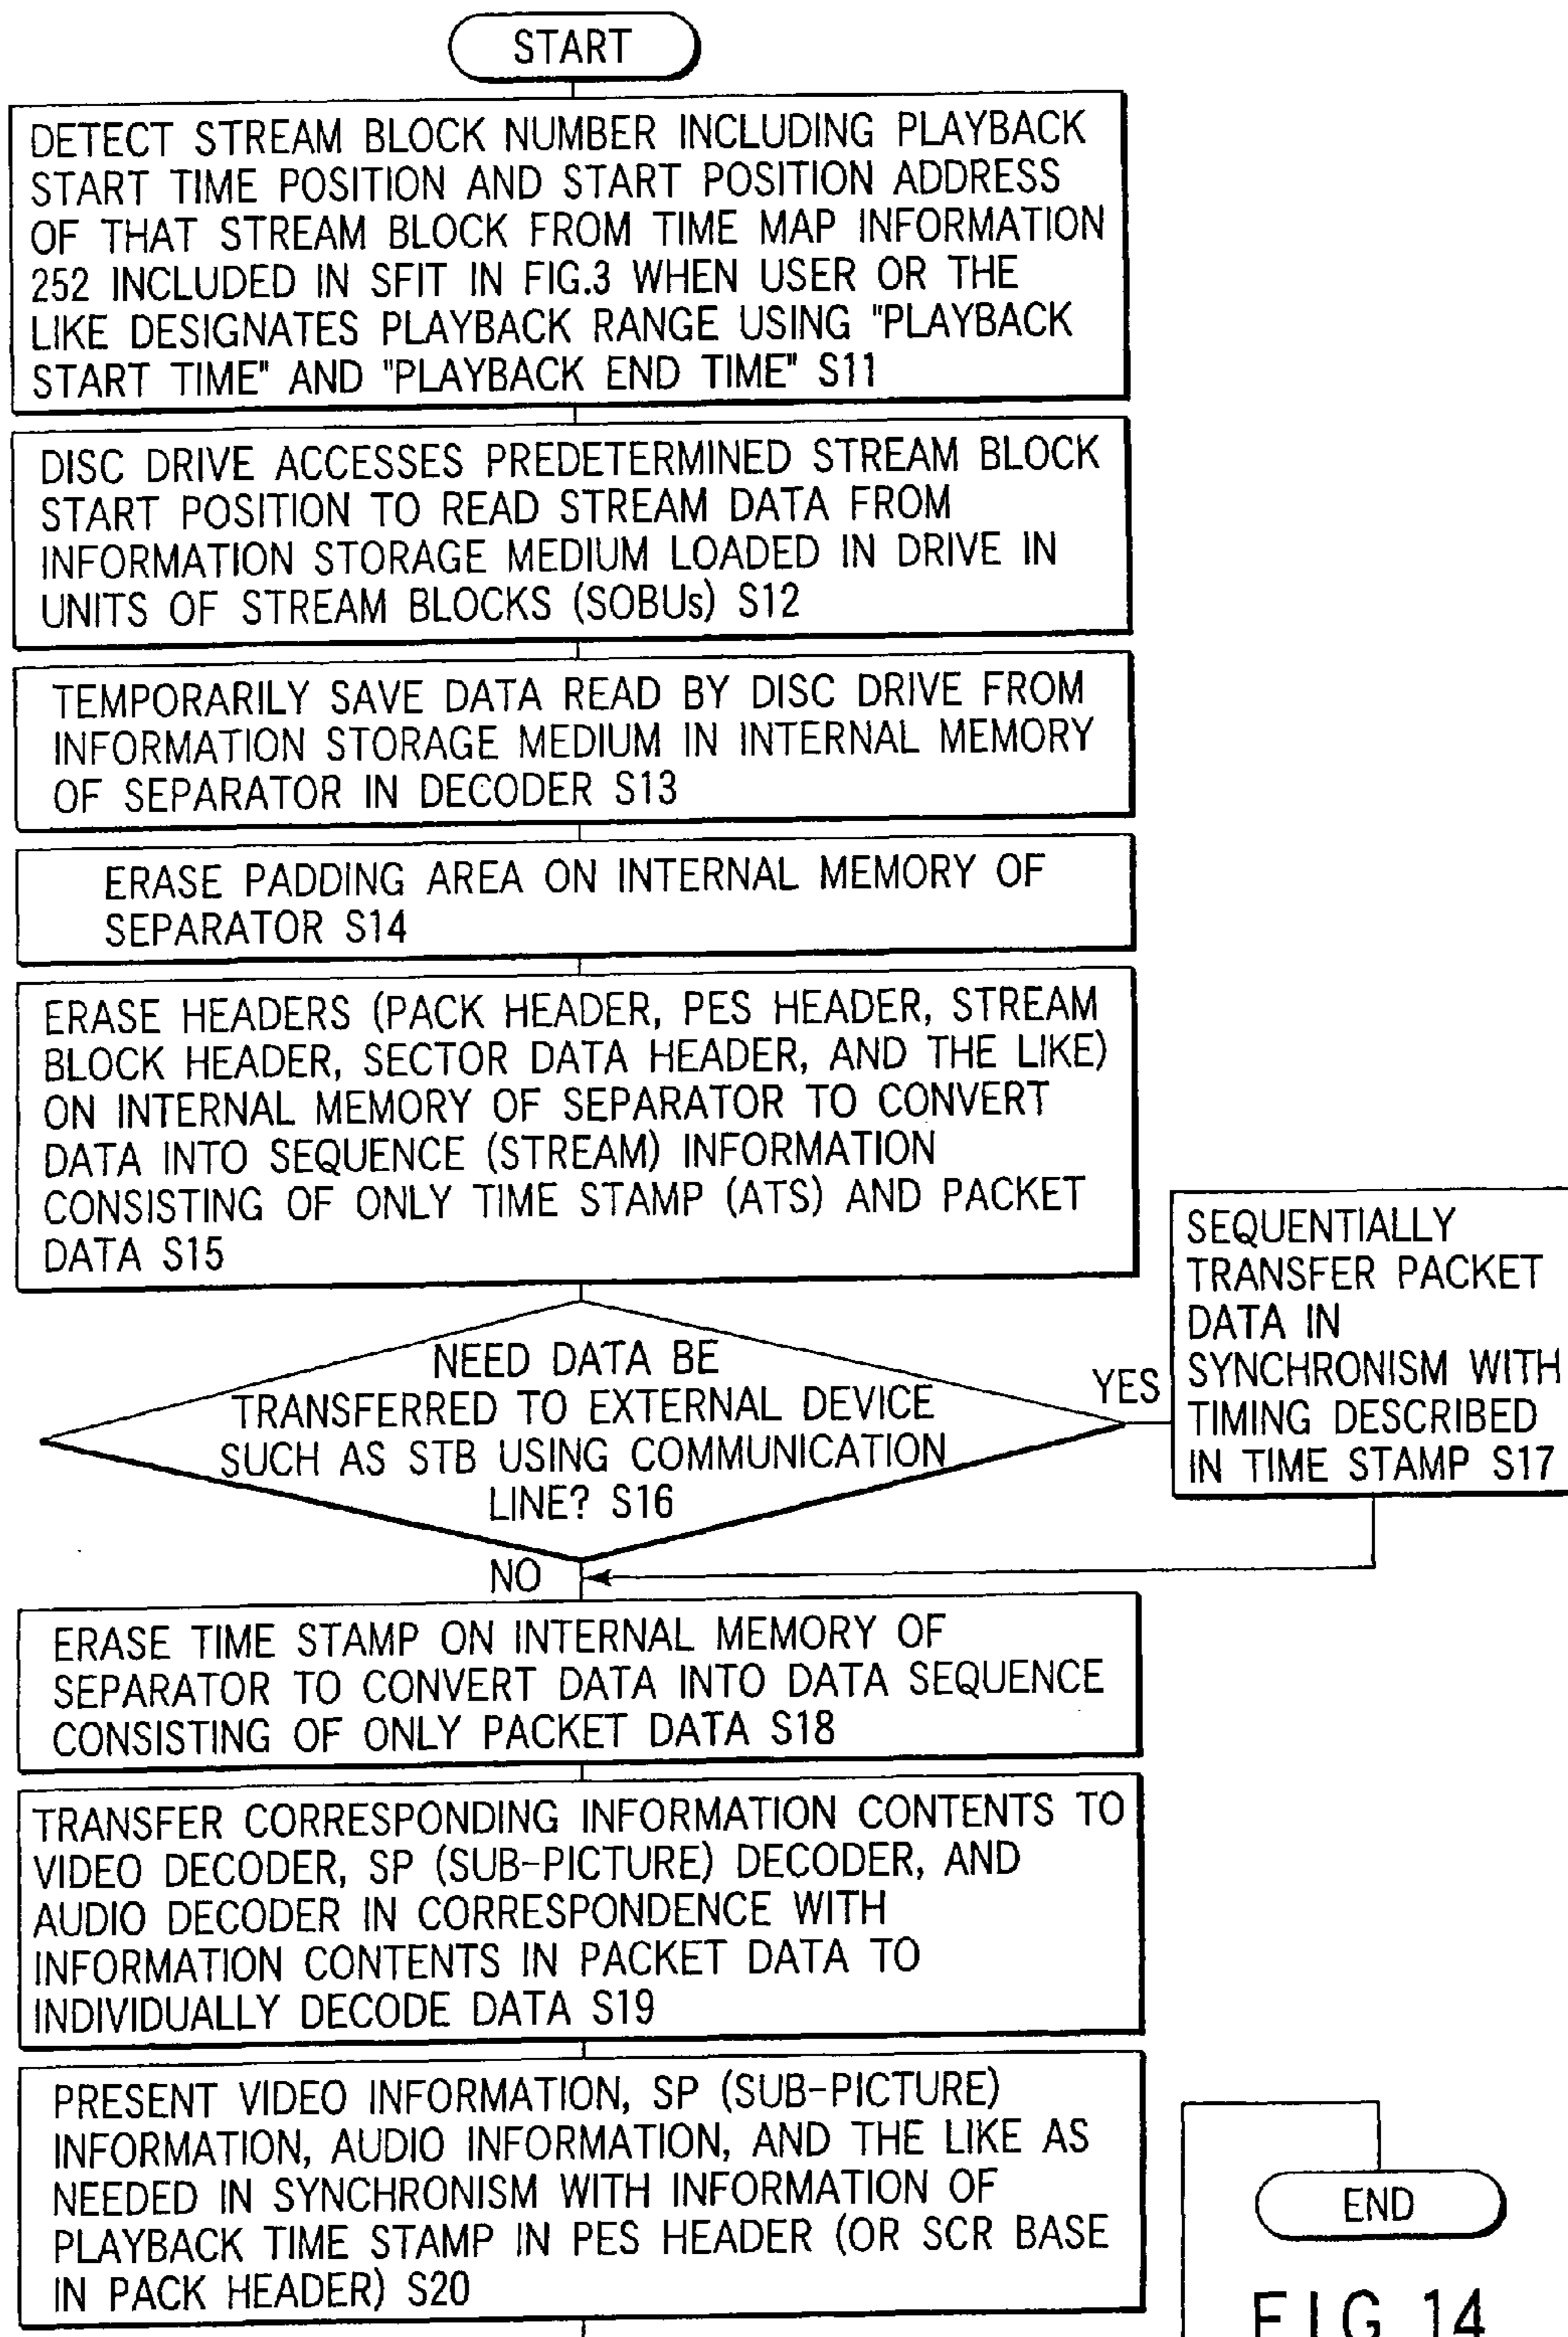 START
DETECT STREAM BLOCK NUMBER INCLUDING PLAYBACK
START TIME POSITION AND START POSITION ADDRESS
OF THAT STREAM BLOCK FROM TIME MAP INFORMATION
252 INCLUDED IN SFIT IN FIG.3 WHEN USER OR THE
LIKE DESIGNATES PLAYBACK RANGE USING "PLAYBACK
START TIME" AND "PLAYBACK END TIME" S11
DISC DRIVE ACCESSES PREDETERMINED STREAM BLOCK
START POSITION TO READ STREAM DATA FROM
INFORMATION STORAGE MEDIUM LOADED IN DRIVE IN
UNITS OF STREAM BLOCKS (SOBUs) S12
TEMPORARILY SAVE DATA READ BY DISC DRIVE FROM
INFORMATION STORAGE MEDIUM IN INTERNAL MEMORY
OF SEPARATOR IN DECODER S13
ERASE PADDING AREA ON INTERNAL MEMORY OF
SEPARATOR S14
ERASE HEADERS (PACK HEADER, PES HEADER, STREAM
BLOCK HEADER, SECTOR DATA HEADER, AND THE LIKE)
ON INTERNAL MEMORY OF SEPARATOR TO CONVERT
DATA INTO SEQUENCE (STREAM) INFORMATION
CONSISTING OF ONLY TIME STAMP (ATS) AND PACKET
DATA S15
NEED DATA BE
TRANSFERRED TO EXTERNAL DEVICE
SUCH AS STB USING COMMUNICATION
LINE? S16
YES
SEQUENTIALLY
TRANSFER PACKET
DATA IN
SYNCHRONISM WITH
TIMING DESCRIBED
IN TIME STAMP S17
NO
ERASE TIME STAMP ON INTERNAL MEMORY OF
SEPARATOR TO CONVERT DATA INTO DATA SEQUENCE
CONSISTING OF ONLY PACKET DATA S18
TRANSFER CORRESPONDING INFORMATION CONTENTS TO
VIDEO DECODER, SP (SUB-PICTURE) DECODER, AND
AUDIO DECODER IN CORRESPONDENCE WITH
INFORMATION CONTENTS IN PACKET DATA TO
INDIVIDUALLY DECODE DATA S19
PRESENT VIDEO INFORMATION, SP (SUB-PICTURE)
INFORMATION, AUDIO INFORMATION, AND THE LIKE AS
NEEDED IN SYNCHRONISM WITH INFORMATION OF
PLAYBACK TIME STAMP IN PES HEADER (OR SCR BASE
IN PACK HEADER) S20
END
FIG. 14